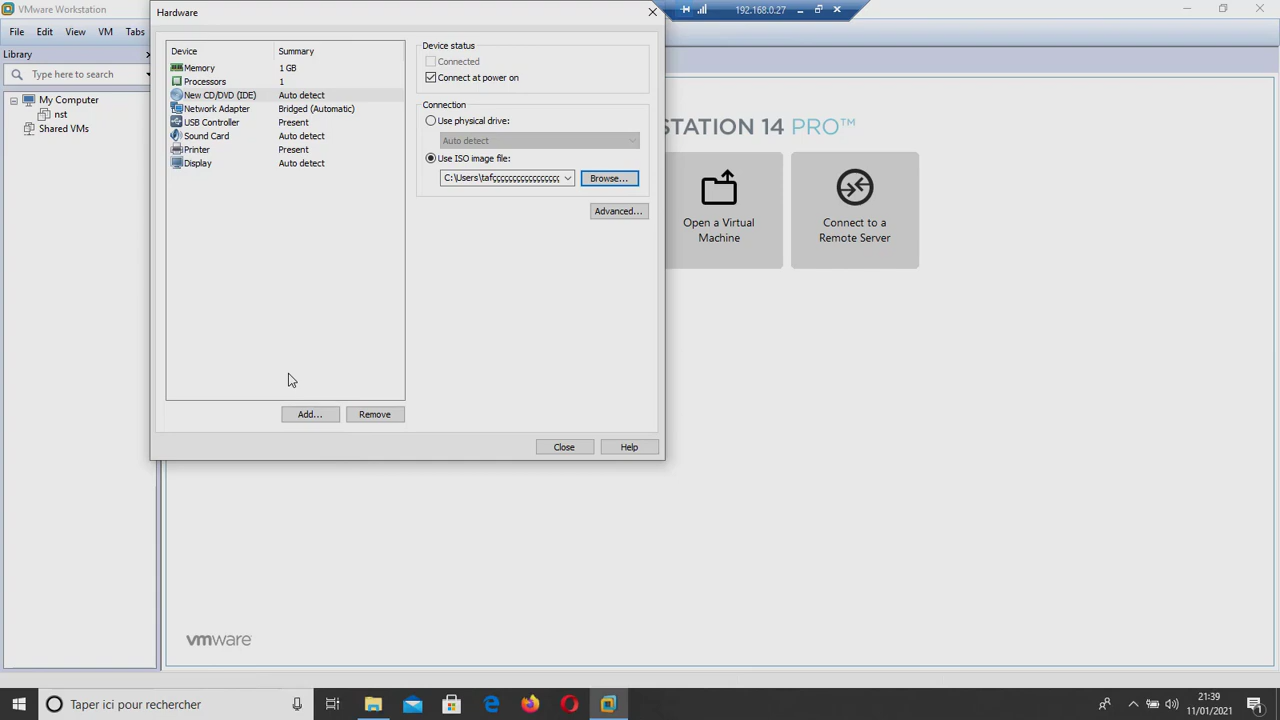 VMware Workstation
Hardware
192.168.0.27
File Edit View VM Tabs
Library
Type here to search
My Computer
nst
Shared VMs
Device Summary
Memory 1 GB
Processors 1
New CD/DVD (IDE) Auto detect
Network Adapter Bridged (Automatic)
USB Controller Present
Sound Card Auto detect
Printer Present
Display Auto detect
Add... Remove
Device status
Connected
Connect at power on
Connection
Use physical drive:
Auto detect
Use ISO image file:
Browse...
Advanced...
Close Help
STATION 14 PRO™
Open a Virtual
Machine
Connect to a
Remote Server
vmware
Taper ici pour rechercher
21:39
11/01/2021
1